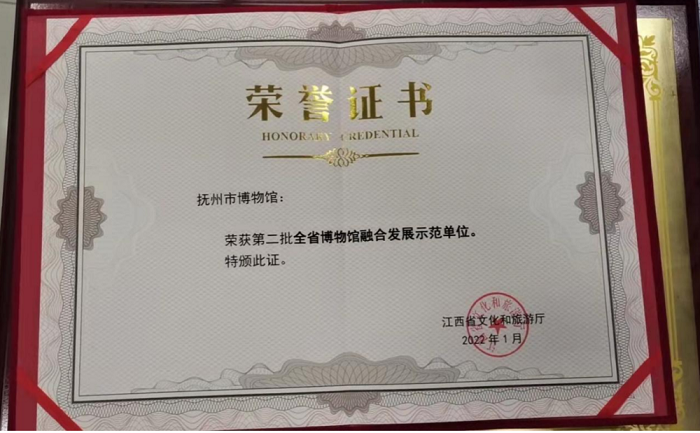 荣誉证书
HONORARY CREDENTIAL
抚州市博物馆：
荣获第二批全省博物馆融合发展示范单位。
特颁此证。
江西省文化和旅游厅
2022年1月